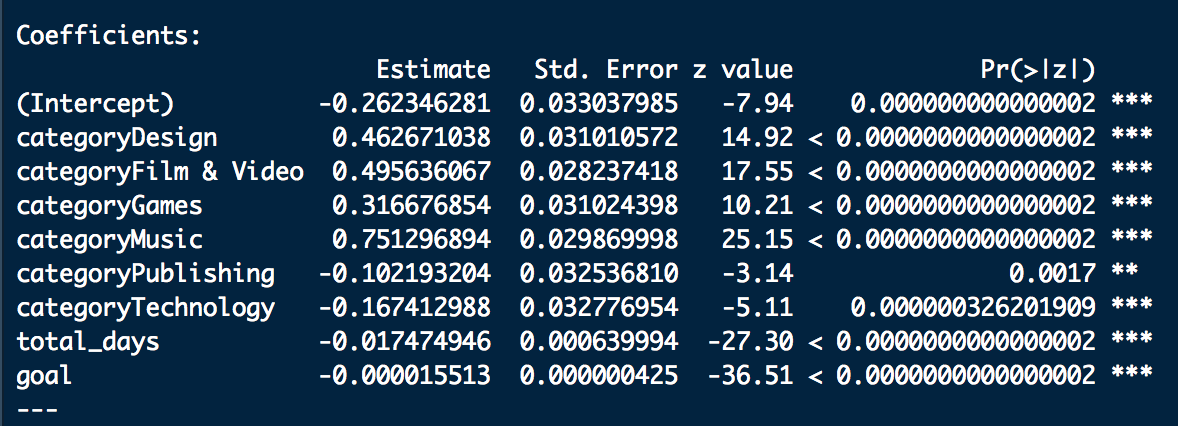 Coefficients:
Estimate Std. Error z value Pr(>|z|)
(Intercept) -0.262346281 0.033037985 -7.94 0.000000000000002 ***
categoryDesign 0.462671038 0.031010572 14.92 < 0.0000000000000002 ***
categoryFilm & Video 0.495636067 0.028237418 17.55 < 0.0000000000000002 ***
categoryGames 0.316676854 0.031024398 10.21 < 0.0000000000000002 ***
categoryMusic 0.751296894 0.029869998 25.15 < 0.0000000000000002 ***
categoryPublishing -0.102193204 0.032536810 -3.14 0.0017 **
categoryTechnology -0.167412988 0.032776954 -5.11 0.000000326201909 ***
total_days -0.017474946 0.000639994 -27.30 < 0.0000000000000002 ***
goal -0.000015513 0.000000425 -36.51 < 0.0000000000000002 ***
---